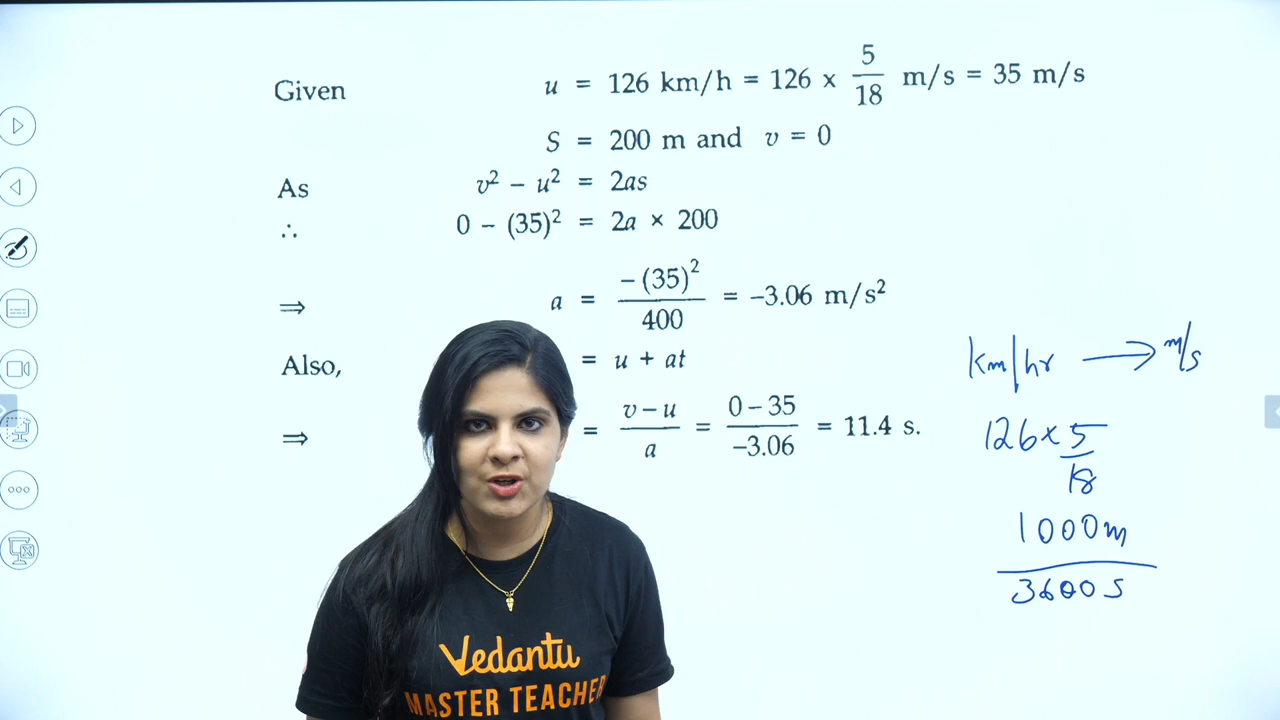 Given u = 126 km/h = 126 × 5/18 m/s = 35 m/s
S = 200 m and v = 0
As v² − u² = 2as
∴ 0 − (35)² = 2a × 200
⇒ a = −(35)²/400 = −3.06 m/s²
Also, = u + at
⇒ = v − u/a = 0 − 35/−3.06 = 11.4 s.
km/hr → m/s
126 × 5/18
1000m
3600 s
Vedantu
MASTER TEACHER